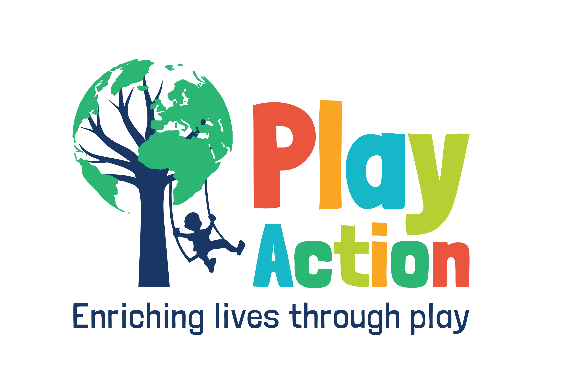 Play
Action
Enriching lives through play